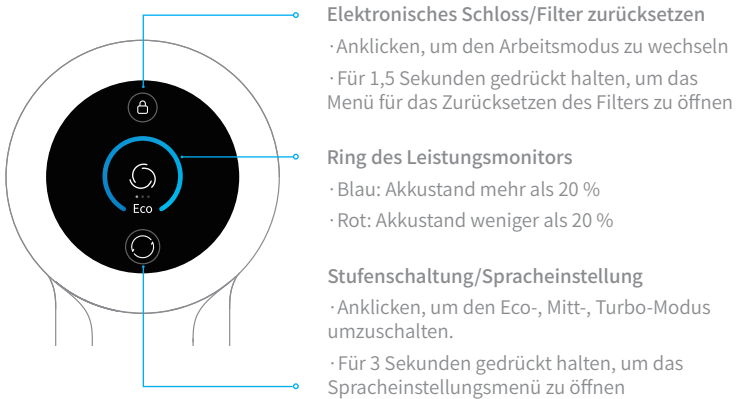 Elektronisches Schloss/Filter zurücksetzen
·Anklicken, um den Arbeitsmodus zu wechseln
·Für 1,5 Sekunden gedrückt halten, um das
Menü für das Zurücksetzen des Filters zu öffnen
Ring des Leistungsmonitors
·Blau: Akkustand mehr als 20 %
·Rot: Akkustand weniger als 20 %
Eco
Stufenschaltung/Spracheinstellung
·Anklicken, um den Eco-, Mitt-, Turbo-Modus
umzuschalten.
·Für 3 Sekunden gedrückt halten, um das
Spracheinstellungsmenü zu öffnen